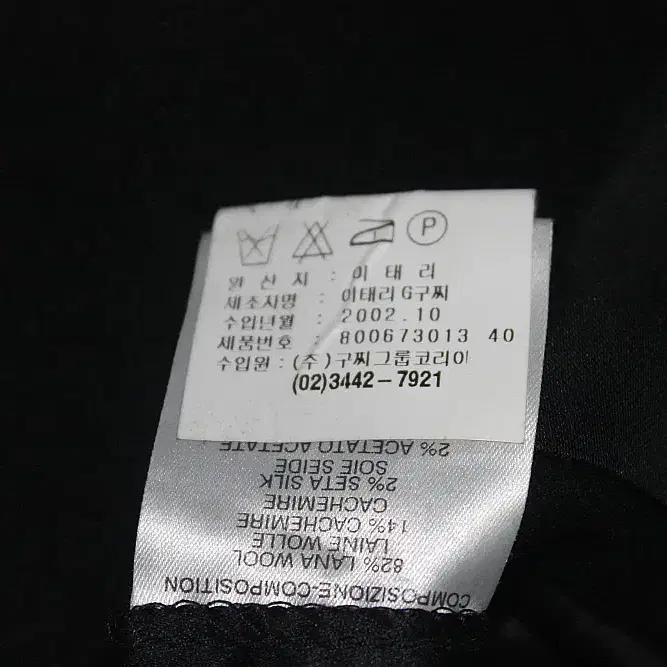 P
원 산 지 : 이 태 리
제조자명 : 이태리 G구찌
수입년월 : 2002.10
제품번호 : 800673013 40
수입원 : (주)구찌그룹코리아
(02)3442-7921
COMPOSIZIONE-COMPOSITION
82% LANA WOOL
LAINE WOLLE
14% CACHEMIRE
CACHEMIRE
2% SETA SILK
SOIE SEIDE
2% ACETATO ACETATE